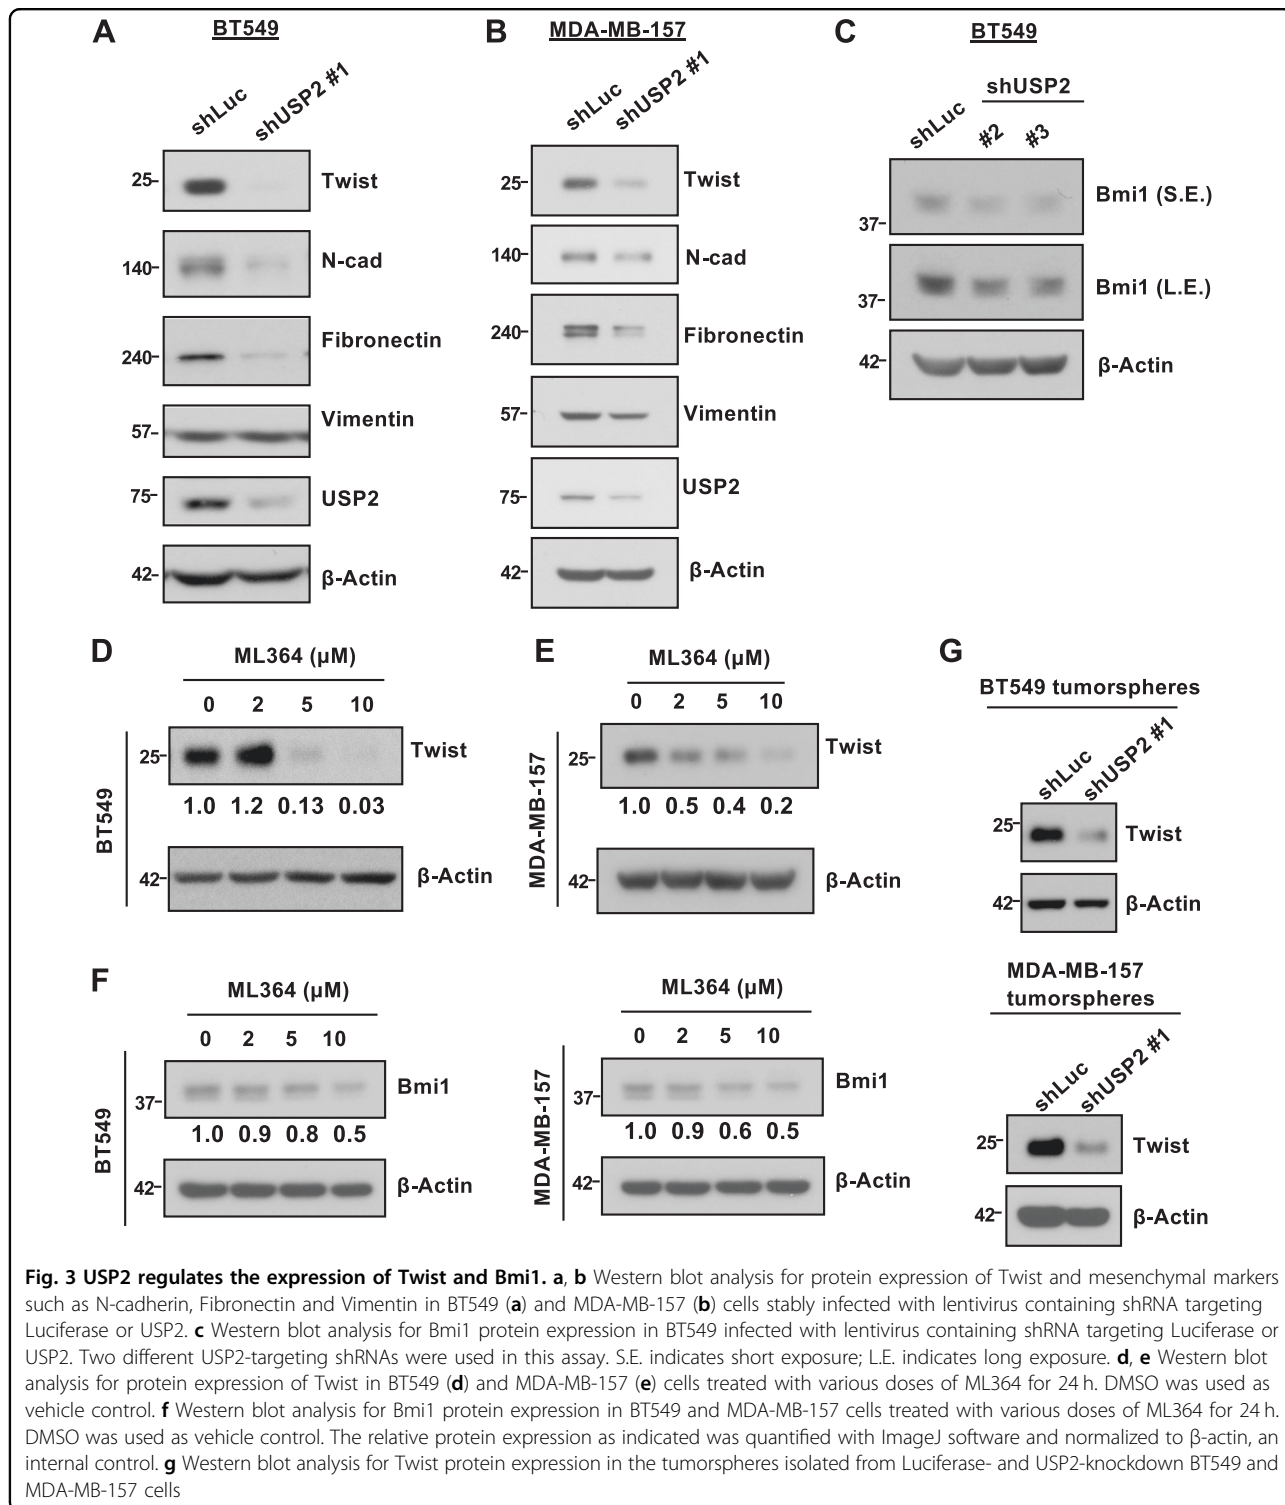 A BT549
shLuc shUSP2 #1
25- Twist
140- N-cad
240- Fibronectin
57- Vimentin
75- USP2
42- β-Actin
B MDA-MB-157
shLuc shUSP2 #1
25- Twist
140- N-cad
240- Fibronectin
57- Vimentin
75- USP2
42- β-Actin
C BT549
shUSP2
shLuc #2 #3
37- Bmi1 (S.E.)
37- Bmi1 (L.E.)
42- β-Actin
D ML364 (µM)
0 2 5 10
BT549
25- Twist
1.0 1.2 0.13 0.03
42- β-Actin
E ML364 (µM)
0 2 5 10
MDA-MB-157
25- Twist
1.0 0.5 0.4 0.2
42- β-Actin
G
BT549 tumorspheres
shLuc shUSP2 #1
25- Twist
42- β-Actin
MDA-MB-157
tumorspheres
shLuc shUSP2 #1
25- Twist
42- β-Actin
F ML364 (µM)
0 2 5 10
BT549
37- Bmi1
1.0 0.9 0.8 0.5
42- β-Actin
ML364 (µM)
0 2 5 10
MDA-MB-157
37- Bmi1
1.0 0.9 0.6 0.5
42- β-Actin
Fig. 3 USP2 regulates the expression of Twist and Bmi1. a, b Western blot analysis for protein expression of Twist and mesenchymal markers
such as N-cadherin, Fibronectin and Vimentin in BT549 (a) and MDA-MB-157 (b) cells stably infected with lentivirus containing shRNA targeting
Luciferase or USP2. c Western blot analysis for Bmi1 protein expression in BT549 infected with lentivirus containing shRNA targeting Luciferase or
USP2. Two different USP2-targeting shRNAs were used in this assay. S.E. indicates short exposure; L.E. indicates long exposure. d, e Western blot
analysis for protein expression of Twist in BT549 (d) and MDA-MB-157 (e) cells treated with various doses of ML364 for 24 h. DMSO was used as
vehicle control. f Western blot analysis for Bmi1 protein expression in BT549 and MDA-MB-157 cells treated with various doses of ML364 for 24 h.
DMSO was used as vehicle control. The relative protein expression as indicated was quantified with ImageJ software and normalized to β-actin, an
internal control. g Western blot analysis for Twist protein expression in the tumorspheres isolated from Luciferase- and USP2-knockdown BT549 and
MDA-MB-157 cells